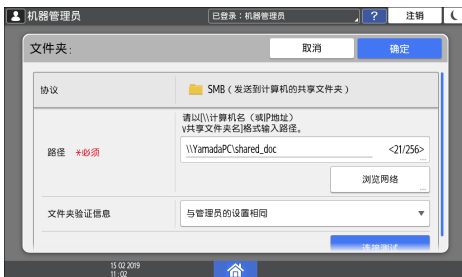 机器管理员
已登录：机器管理员
?
注销
文件夹:
取消
确定
协议
SMB（发送到计算机的共享文件夹）
请以[\\计算机名（或IP地址）
\/共享文件夹名]格式输入路径。
路径 *必须
\\YamadaPC\shared_doc
<21/256>
浏览网络
文件夹验证信息
与管理员的设置相同
连接测试
15 02 2019
11:02